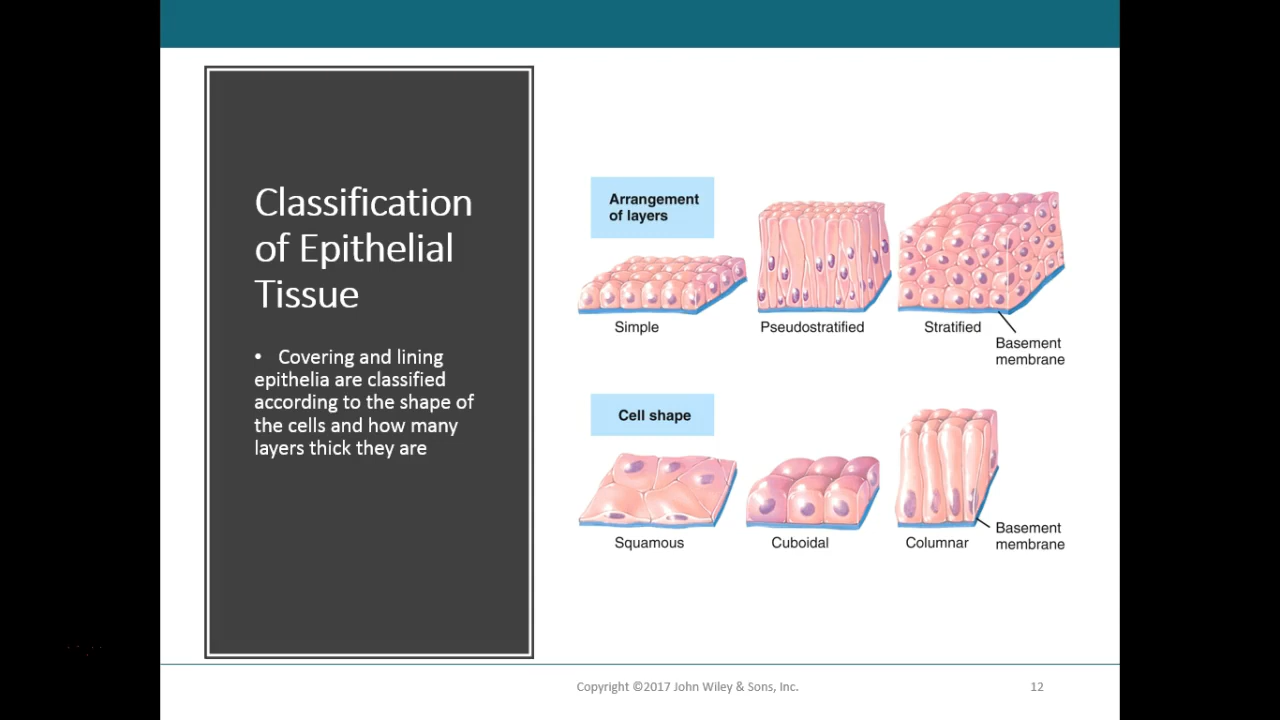 Classification
of Epithelial
Tissue
• Covering and lining
epithelia are classified
according to the shape of
the cells and how many
layers thick they are
Arrangement
of layers
Simple
Pseudostratified
Stratified
Basement
membrane
Cell shape
Squamous
Cuboidal
Columnar
Basement
membrane
Copyright ©2017 John Wiley & Sons, Inc.
12